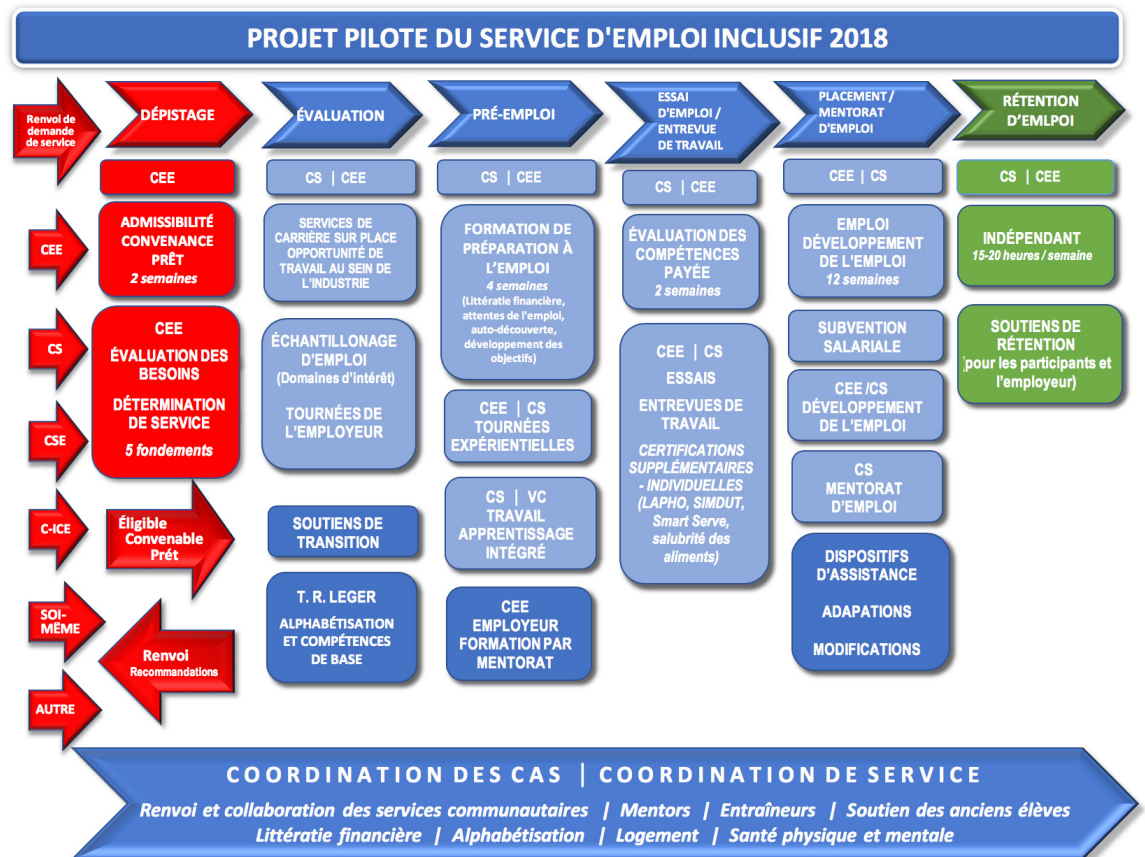 PROJET PILOTE DU SERVICE D'EMPLOI INCLUSIF 2018
Renvoi de
demande
de service
DÉPISTAGE
ÉVALUATION
PRÉ-EMPLOI
ESSAI
D'EMPLOI /
ENTREVUE
DE TRAVAIL
PLACEMENT /
MENTORAT
D'EMPLOI
RÉTENTION
D'EMLPOI
CEE
CS
CSE
C-ICE
SOI-
MÊME
AUTRE
CEE
ADMISSIBILITÉ
CONVENANCE
PRÊT
2 semaines
CEE
ÉVALUATION DES
BESOINS
DÉTERMINATION
DE SERVICE
5 fondements
Éligible
Convenable
Prét
Renvoi
Recommandations
CS | CEE
SERVICES DE
CARRIÈRE SUR PLACE
OPPORTUNITÉ DE
TRAVAIL AU SEIN DE
L'INDUSTRIE
ÉCHANTILLONAGE
D'EMPLOI
(Domaines d'intérêt)
TOURNÉES DE
L'EMPLOYEUR
SOUTIENS DE
TRANSITION
T. R. LEGER
ALPHABÉTISATION
ET COMPÉTENCES
DE BASE
CS | CEE
FORMATION DE
PRÉPARATION À
L'EMPLOI
4 semaines
(Littératie financière,
attentes de l'emploi,
auto-découverte,
développement des
objectifs)
CEE | CS
TOURNÉES
EXPÉRIENTIELLES
CS | VC
TRAVAIL
APPRENTISSAGE
INTÉGRÉ
CEE
EMPLOYEUR
FORMATION PAR
MENTORAT
CS | CEE
ÉVALUATION DES
COMPÉTENCES
PAYÉE
2 semaines
CEE | CS
ESSAIS
ENTREVUES DE
TRAVAIL
CERTIFICATIONS
SUPPLÉMENTAIRES
- INDIVIDUELLES
(LAPHO, SIMDUT,
Smart Serve,
salubrité des
aliments)
CEE | CS
EMPLOI
DÉVELOPPEMENT
DE L'EMPLOI
12 semaines
SUBVENTION
SALARIALE
CEE /CS
DÉVELOPPEMENT
DE L'EMPLOI
CS
MENTORAT
D'EMPLOI
DISPOSITIFS
D'ASSISTANCE
ADAPATIONS
MODIFICATIONS
CS | CEE
INDÉPENDANT
15-20 heures / semaine
SOUTIENS DE
RÉTENTION
(pour les participants et
l'employeur)
COORDINATION DES CAS | COORDINATION DE SERVICE
Renvoi et collaboration des services communautaires | Mentors | Entraîneurs | Soutien des anciens élèves
Littératie financière | Alphabétisation | Logement | Santé physique et mentale